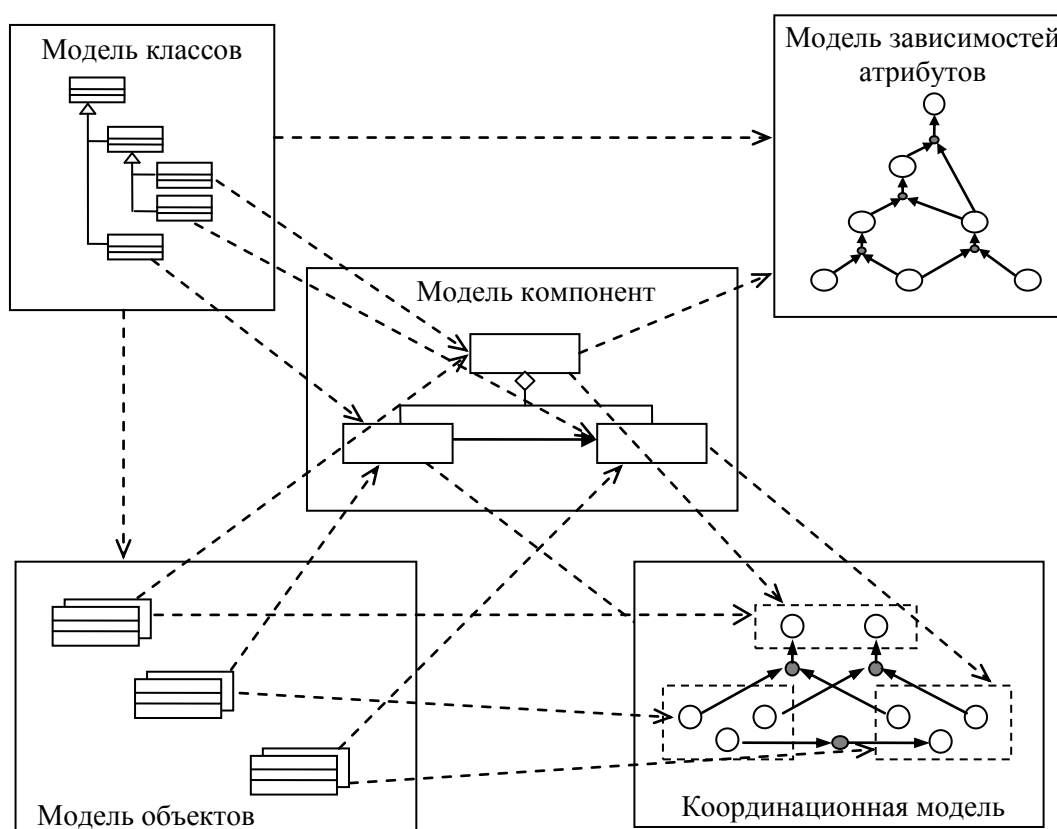 Модель классов
Модель зависимостей
атрибутов
Модель компонент
Модель объектов
Координационная модель